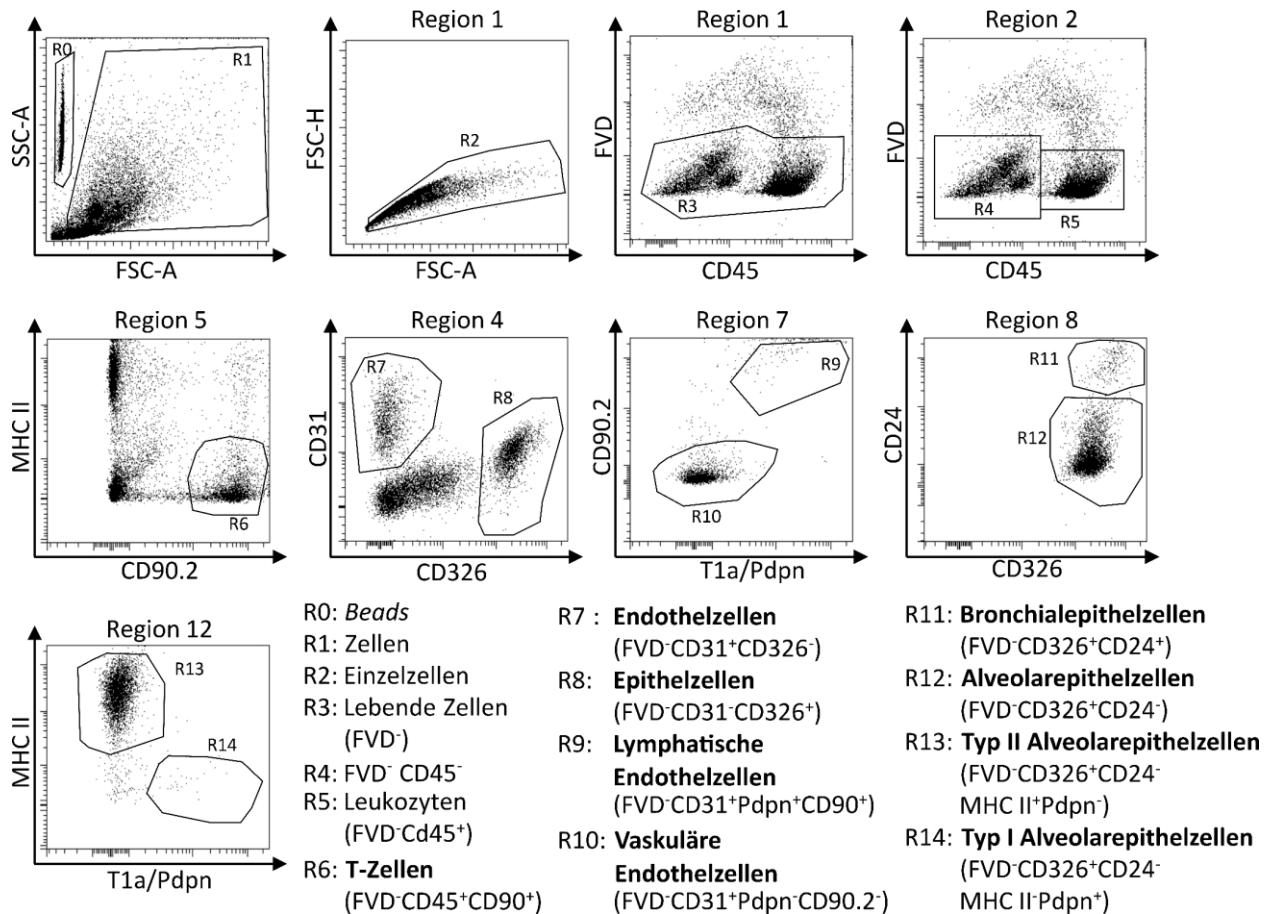 SSC-A
R0
R1
FSC-A
Region 1
FSC-H
R2
FSC-A
Region 1
FVD
R3
CD45
Region 2
FVD
R4
R5
CD45
Region 5
MHC II
R6
CD90.2
Region 4
CD31
R7
R8
CD326
Region 7
CD90.2
R9
R10
T1a/Pdpn
Region 8
CD24
R11
R12
CD326
Region 12
MHC II
R13
R14
T1a/Pdpn
R0: Beads
R1: Zellen
R2: Einzelzellen
R3: Lebende Zellen
(FVD⁻)
R4: FVD⁻ CD45⁻
R5: Leukozyten
(FVD⁻Cd45⁺)
R6: T-Zellen
(FVD⁻CD45⁺CD90⁺)
R7 : Endothelzellen
(FVD⁻CD31⁺CD326⁻)
R8: Epithelzellen
(FVD⁻CD31⁻CD326⁺)
R9: Lymphatische
Endothelzellen
(FVD⁻CD31⁺Pdpn⁺CD90⁺)
R10: Vaskuläre
Endothelzellen
(FVD⁻CD31⁺Pdpn⁻CD90.2⁻)
R11: Bronchialepithelzellen
(FVD⁻CD326⁺CD24⁺)
R12: Alveolarepithelzellen
(FVD⁻CD326⁺CD24⁻)
R13: Typ II Alveolarepithelzellen
(FVD⁻CD326⁺CD24⁻
MHC II⁺Pdpn⁻)
R14: Typ I Alveolarepithelzellen
(FVD⁻CD326⁺CD24⁻
MHC II⁻Pdpn⁺)